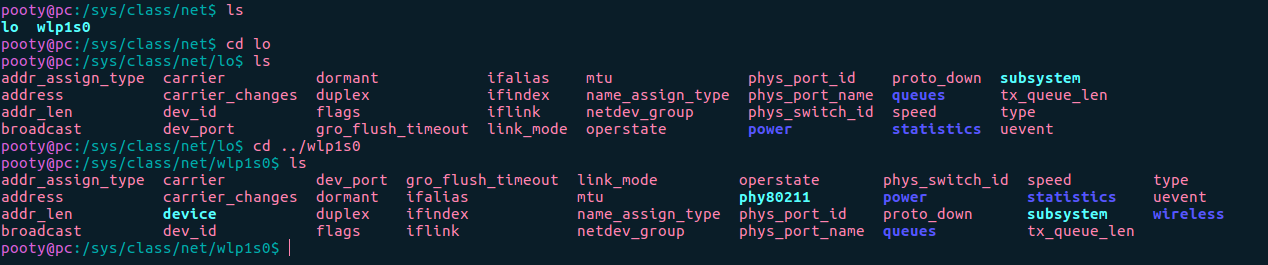 pooty@pc:/sys/class/net$ ls
lo  wlp1s0
pooty@pc:/sys/class/net$ cd lo
pooty@pc:/sys/class/net/lo$ ls
addr_assign_type  carrier          dormant            ifalias    mtu               phys_port_id    proto_down  subsystem
address           carrier_changes  duplex             ifindex    name_assign_type  phys_port_name  queues      tx_queue_len
addr_len          dev_id           flags              iflink     netdev_group      phys_switch_id  speed       type
broadcast         dev_port         gro_flush_timeout  link_mode  operstate         power           statistics  uevent
pooty@pc:/sys/class/net/lo$ cd ../wlp1s0
pooty@pc:/sys/class/net/wlp1s0$ ls
addr_assign_type  carrier          dev_port  gro_flush_timeout  link_mode         operstate       phys_switch_id  speed         type
address           carrier_changes  dormant   ifalias            mtu               phy80211        power           statistics    uevent
addr_len          device           duplex    ifindex            name_assign_type  phys_port_id    proto_down      subsystem     wireless
broadcast         dev_id           flags     iflink             netdev_group      phys_port_name  queues          tx_queue_len
pooty@pc:/sys/class/net/wlp1s0$